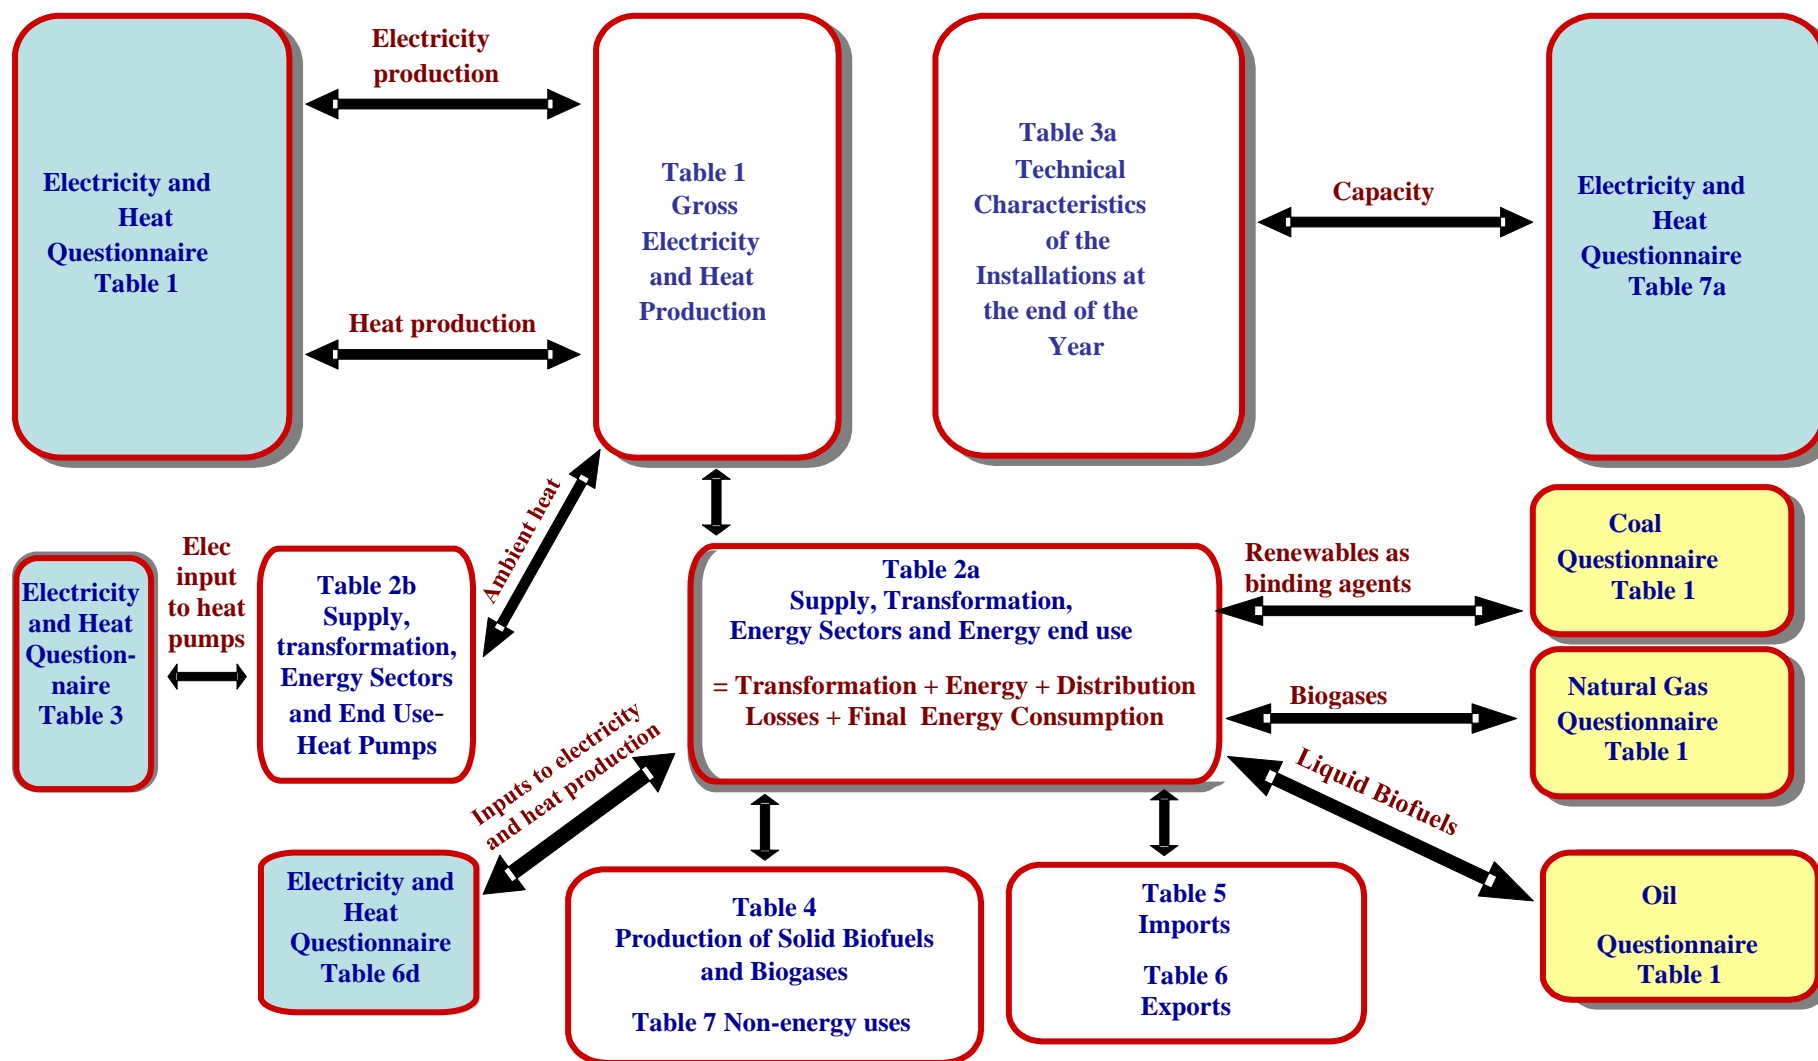 Electricity and
Heat
Questionnaire
Table 1
Electricity
production
Heat production
Table 1
Gross
Electricity
and Heat
Production
Table 3a
Technical
Characteristics
of the
Installations at
the end of the
Year
Capacity
Electricity and
Heat
Questionnaire
Table 7a
Electricity
and Heat
Question-
naire
Table 3
Elec
input
to heat
pumps
Table 2b
Supply,
transformation,
Energy Sectors
and End Use-
Heat Pumps
Ambient heat
Table 2a
Supply, Transformation,
Energy Sectors and Energy end use
= Transformation + Energy + Distribution
Losses + Final Energy Consumption
Renewables as
binding agents
Coal
Questionnaire
Table 1
Biogases
Natural Gas
Questionnaire
Table 1
Liquid Biofuels
Oil
Questionnaire
Table 1
Inputs to electricity
and heat production
Electricity and
Heat
Questionnaire
Table 6d
Table 4
Production of Solid Biofuels
and Biogases
Table 7 Non-energy uses
Table 5
Imports
Table 6
Exports